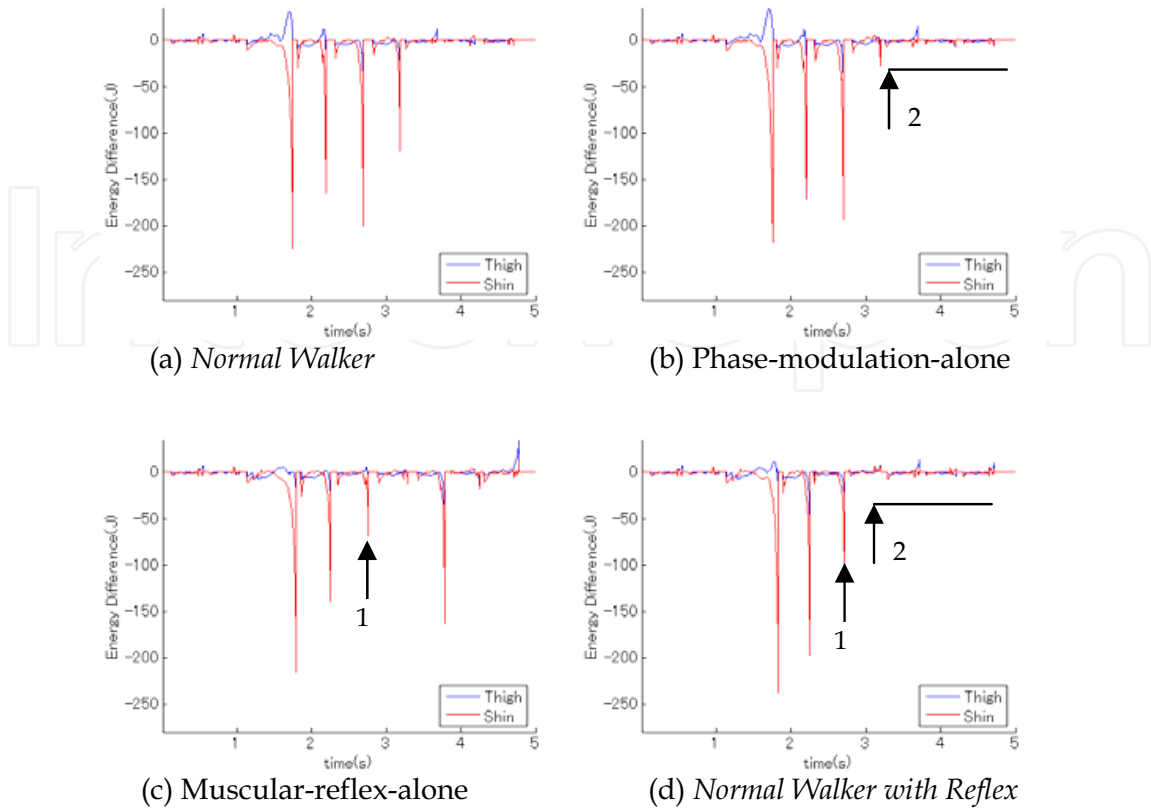 0
−50
−100
−150
−200
−250
Energy Difference(J)
Thigh
Shin
1 2 3 4 5
time(s)
(a) Normal Walker
0
−50
−100
−150
−200
−250
Energy Difference(J)
2
Thigh
Shin
1 2 3 4 5
time(s)
(b) Phase-modulation-alone
0
−50
−100
−150
−200
−250
Energy Difference(J)
1
Thigh
Shin
1 2 3 4 5
time(s)
(c) Muscular-reflex-alone
0
−50
−100
−150
−200
−250
Energy Difference(J)
2
1
Thigh
Shin
1 2 3 4 5
time(s)
(d) Normal Walker with Reflex